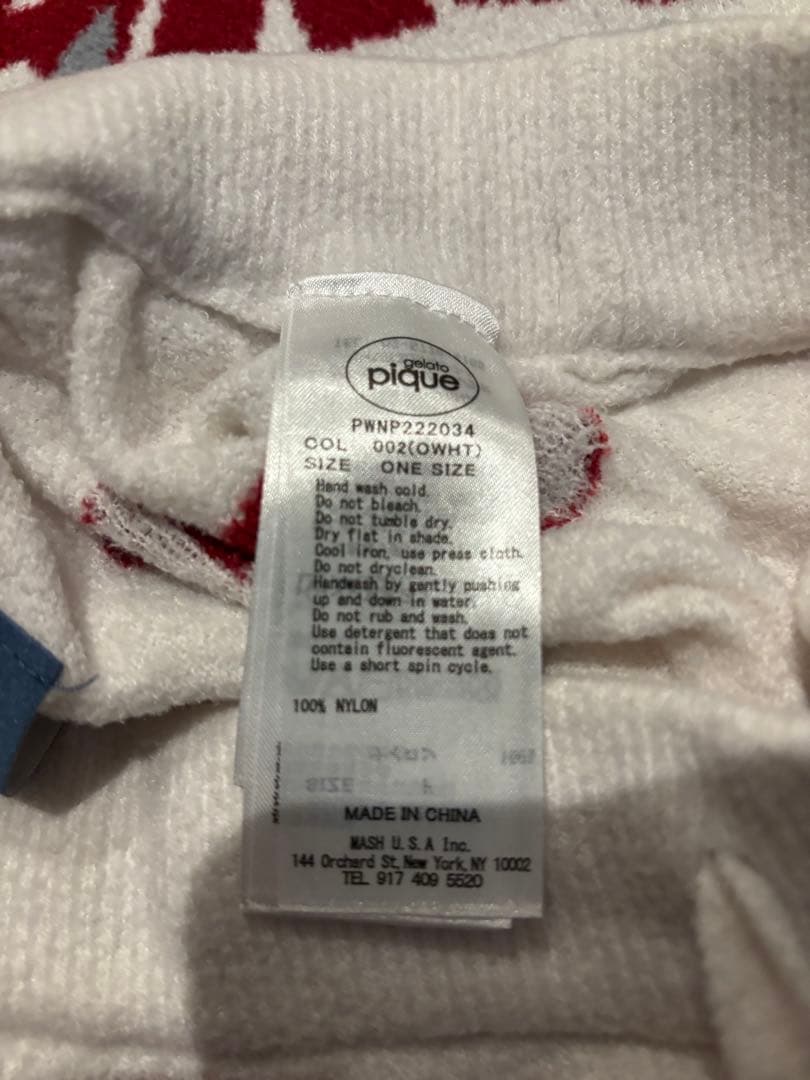 gelato
pique
PWNP222034
COL 002(OWHT)
SIZE ONE SIZE
Hand wash cold.
Do not bleach.
Do not tumble dry.
Dry flat in shade.
Cool iron, use press cloth.
Do not dryclean.
Handwash by gently pushing
up and down in water.
Do not rub and wash.
Use detergent that does not
contain fluorescent agent.
Use a short spin cycle.
100% NYLON
MADE IN CHINA
MASH U.S.A Inc.
144 Orchard St, New York, NY 10002
TEL 917 409 5520